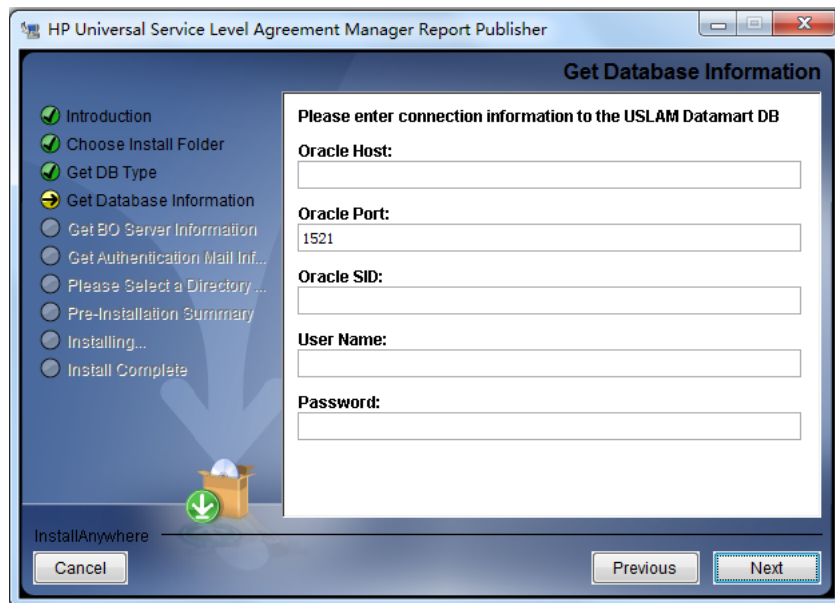 HP Universal Service Level Agreement Manager Report Publisher
Get Database Information
Introduction
Choose Install Folder
Get DB Type
Get Database Information
Get BO Server Information
Get Authentication Mail Inf...
Please Select a Directory ...
Pre-Installation Summary
Installing...
Install Complete
Please enter connection information to the USLAM Datamart DB
Oracle Host:
Oracle Port:
1521
Oracle SID:
User Name:
Password:
InstallAnywhere
Cancel
Previous
Next